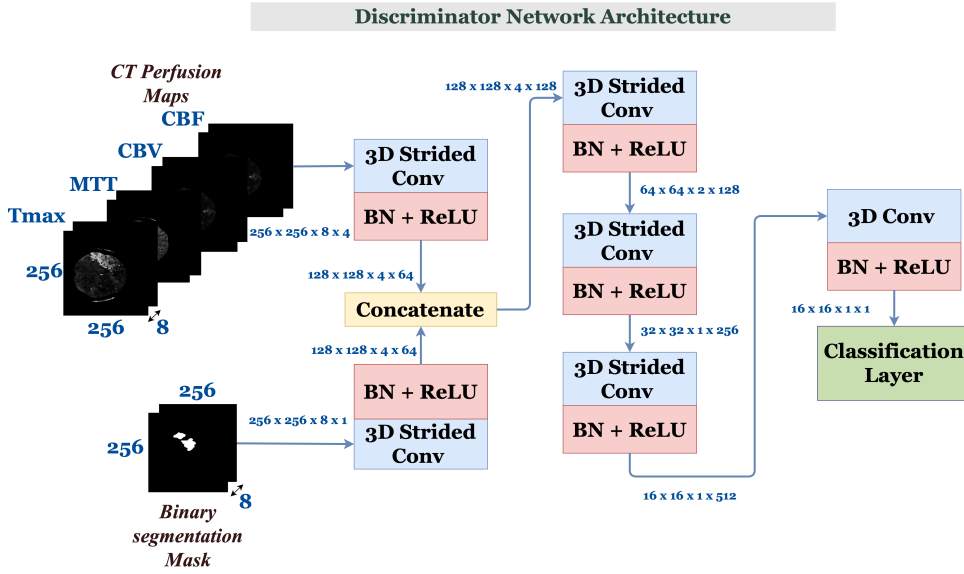 Discriminator Network Architecture
CT Perfusion
Maps
CBF
CBV
MTT
Tmax
256
256
8
256 x 256 x 8 x 4
3D Strided
Conv
BN + ReLU
128 x 128 x 4 x 64
Concatenate
128 x 128 x 4 x 64
BN + ReLU
3D Strided
Conv
256
256
8
256 x 256 x 8 x 1
Binary
segmentation
Mask
128 x 128 x 4 x 128
3D Strided
Conv
BN + ReLU
64 x 64 x 2 x 128
3D Strided
Conv
BN + ReLU
32 x 32 x 1 x 256
3D Strided
Conv
BN + ReLU
16 x 16 x 1 x 512
3D Conv
BN + ReLU
16 x 16 x 1 x 1
Classification
Layer